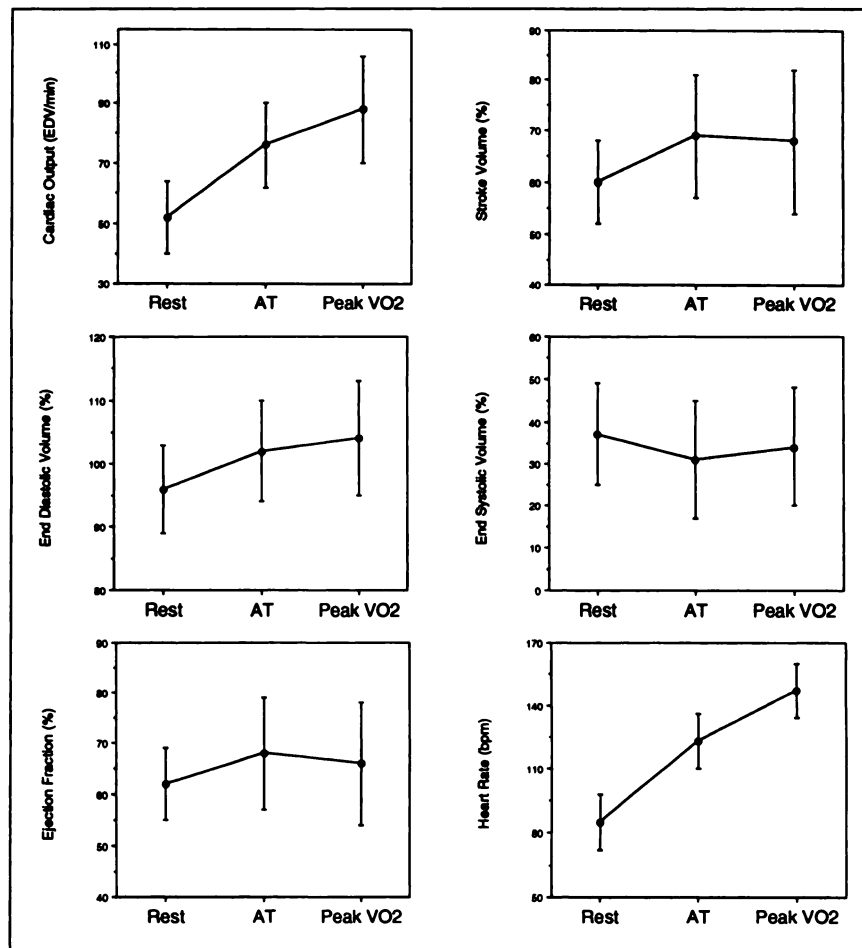 Cardiac Output (EDV/min)
110
90
70
50
30
Rest AT Peak VO2
Stroke Volume (%)
90
80
70
60
50
40
Rest AT Peak VO2
End Diastolic Volume (%)
120
110
100
90
80
Rest AT Peak VO2
End Systolic Volume (%)
60
50
40
30
20
10
0
Rest AT Peak VO2
Ejection Fraction (%)
90
80
70
60
50
40
Rest AT Peak VO2
Heart Rate (bpm)
170
140
110
80
50
Rest AT Peak VO2